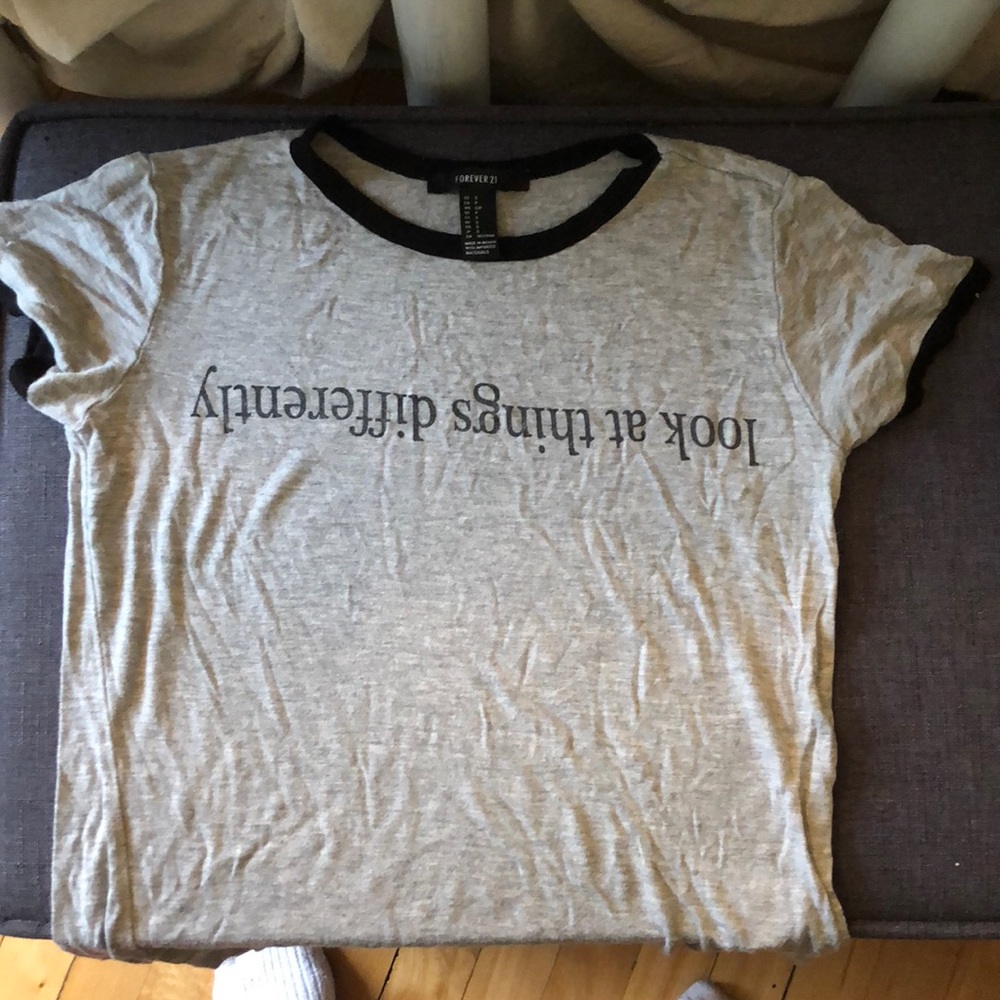 FOREVER 21
look at things differently